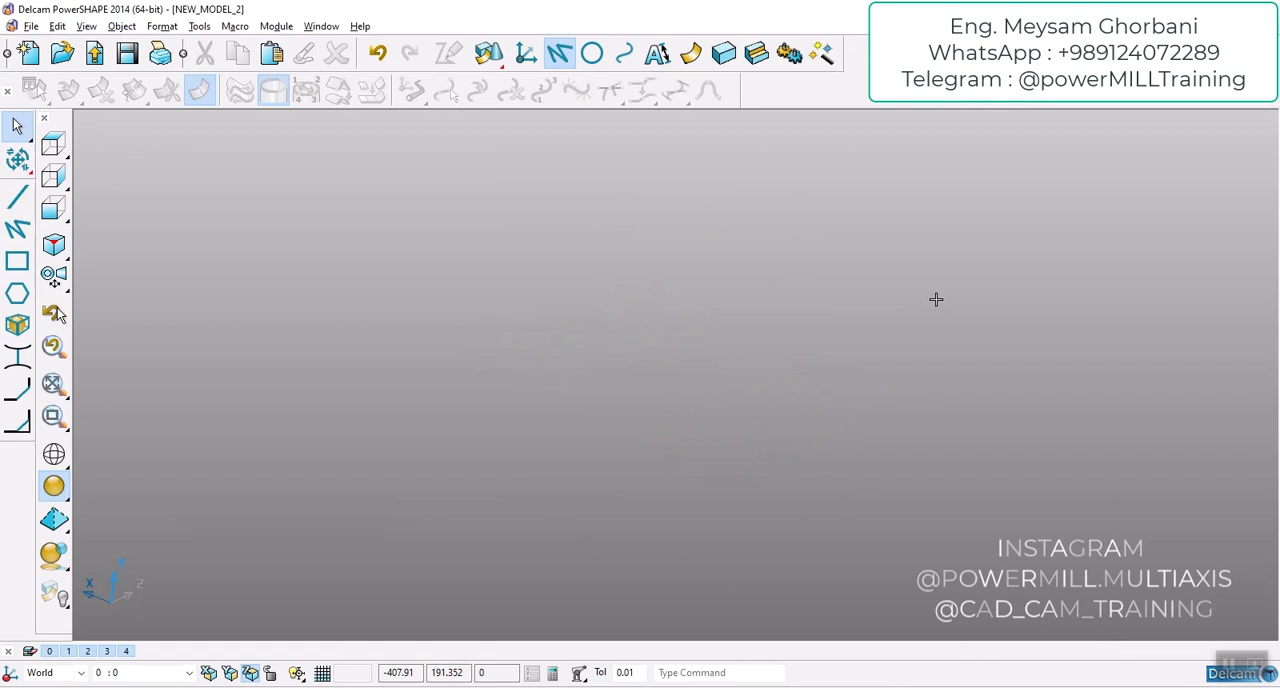 Delcam PowerSHAPE 2014 (64-bit) - [NEW_MODEL_2]
File Edit View Object Format Tools Macro Module Window Help
Eng. Meysam Ghorbani
WhatsApp : +989124072289
Telegram : @powerMILLTraining
X Z
INSTAGRAM
@POWERMILL.MULTIAXIS
@CAD_CAM_TRAINING
0 1 2 3 4
World 0 : 0 -407.91 191.352 0 Tol 0.01 Type Command Delcam